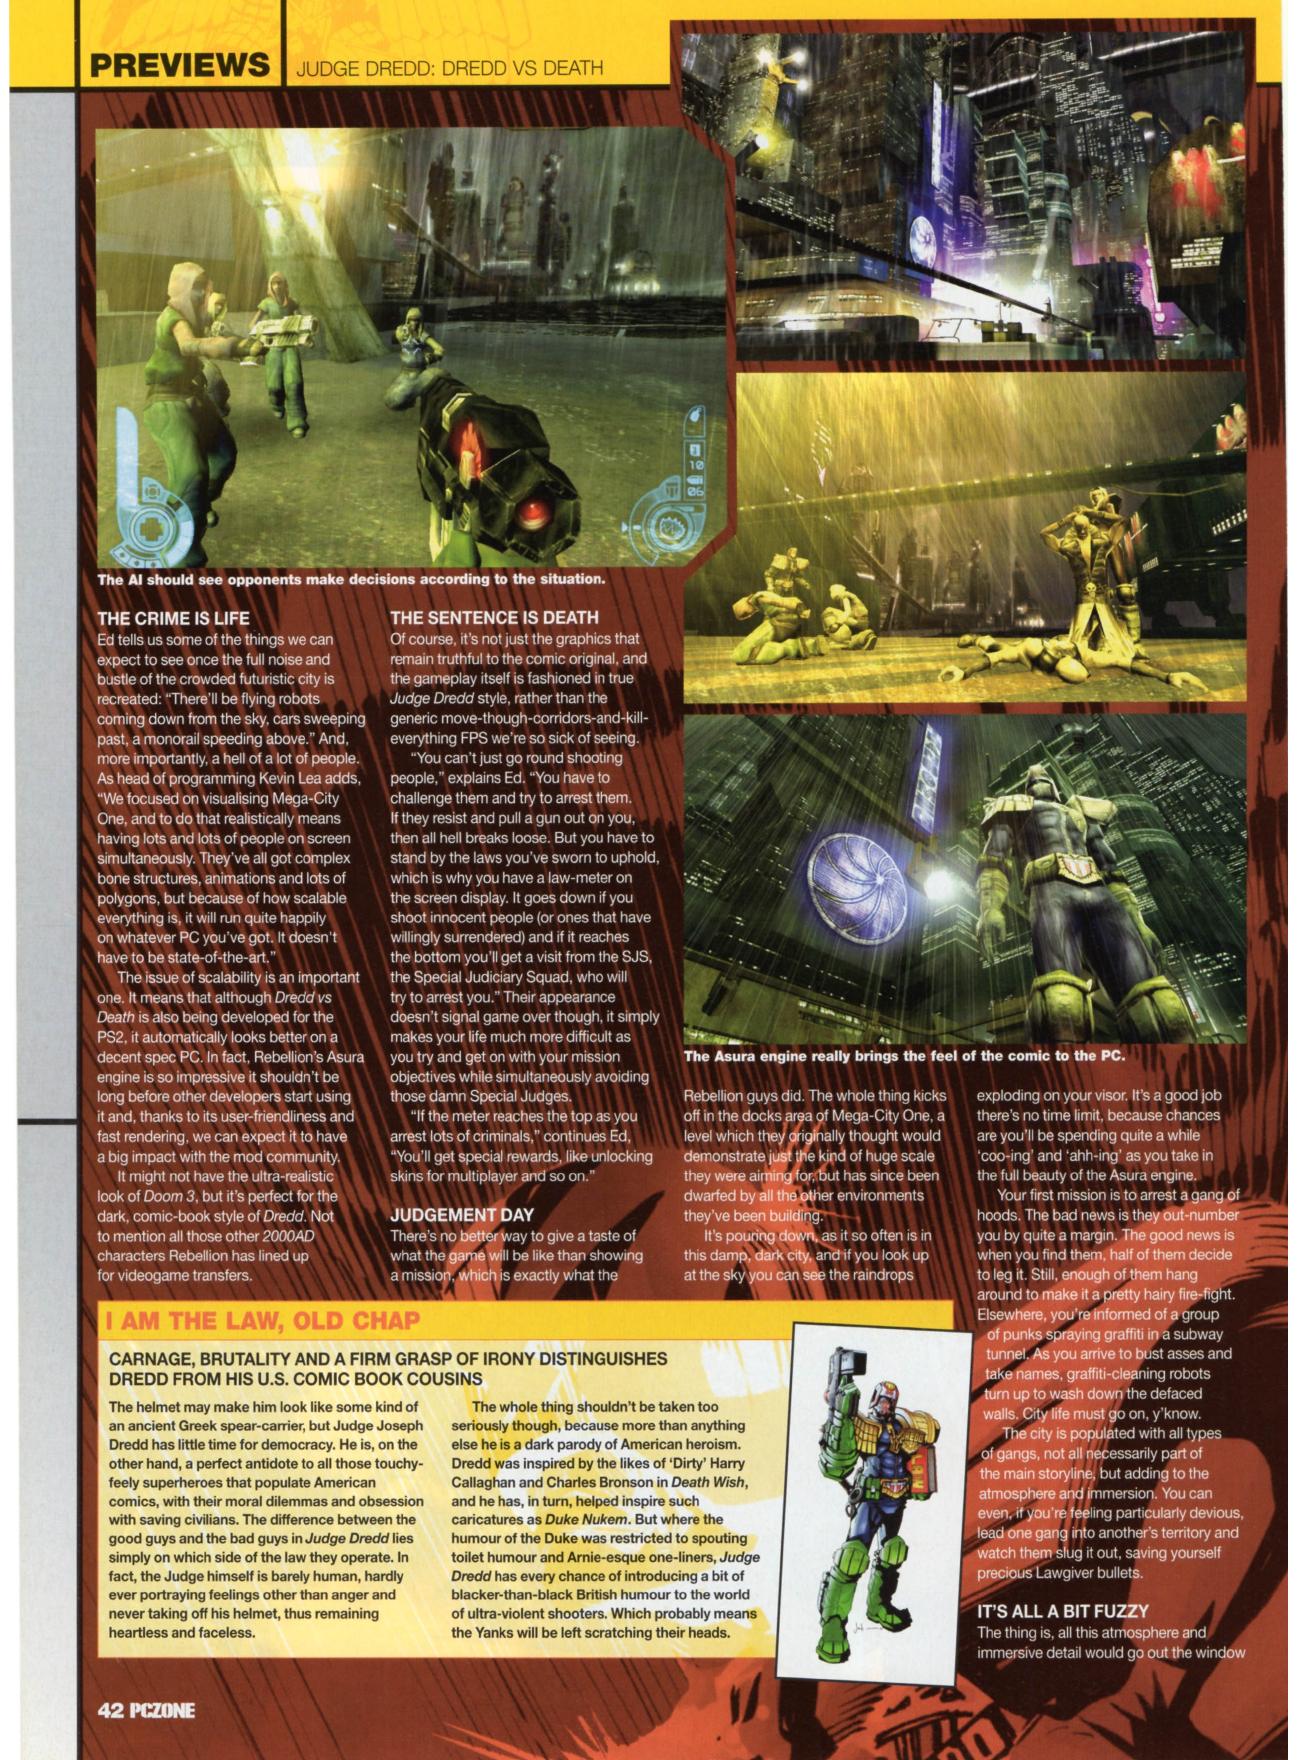 PREVIEWS
JUDGE DREDD: DREDD VS DEATH
10
06
The AI should see opponents make decisions according to the situation.
THE CRIME IS LIFE
Ed tells us some of the things we can
expect to see once the full noise and
bustle of the crowded futuristic city is
recreated: “There'll be flying robots
coming down from the sky, cars sweeping
past, a monorail speeding above.” And,
more importantly, a hell of a lot of people.
As head of programming Kevin Lea adds,
“We focused on visualising Mega-City
One, and to do that realistically means
having lots and lots of people on screen
simultaneously. They've all got complex
bone structures, animations and lots of
polygons, but because of how scalable
everything is, it will run quite happily
on whatever PC you've got. It doesn't
have to be state-of-the-art.”
The issue of scalability is an important
one. It means that although Dredd vs
Death is also being developed for the
PS2, it automatically looks better on a
decent spec PC. In fact, Rebellion's Asura
engine is so impressive it shouldn't be
long before other developers start using
it and, thanks to its user-friendliness and
fast rendering, we can expect it to have
a big impact with the mod community.
It might not have the ultra-realistic
look of Doom 3, but it's perfect for the
dark, comic-book style of Dredd. Not
to mention all those other 2000AD
characters Rebellion has lined up
for videogame transfers.
THE SENTENCE IS DEATH
Of course, it's not just the graphics that
remain truthful to the comic original, and
the gameplay itself is fashioned in true
Judge Dredd style, rather than the
generic move-though-corridors-and-kill-
everything FPS we're so sick of seeing.
“You can't just go round shooting
people,” explains Ed. “You have to
challenge them and try to arrest them.
If they resist and pull a gun out on you,
then all hell breaks loose. But you have to
stand by the laws you've sworn to uphold,
which is why you have a law-meter on
the screen display. It goes down if you
shoot innocent people (or ones that have
willingly surrendered) and if it reaches
the bottom you'll get a visit from the SJS,
the Special Judiciary Squad, who will
try to arrest you.” Their appearance
doesn't signal game over though, it simply
makes your life much more difficult as
you try and get on with your mission
objectives while simultaneously avoiding
those damn Special Judges.
“If the meter reaches the top as you
arrest lots of criminals,” continues Ed,
“You'll get special rewards, like unlocking
skins for multiplayer and so on.”
JUDGEMENT DAY
There's no better way to give a taste of
what the game will be like than showing
a mission, which is exactly what the
The Asura engine really brings the feel of the comic to the PC.
Rebellion guys did. The whole thing kicks
off in the docks area of Mega-City One, a
level which they originally thought would
demonstrate just the kind of huge scale
they were aiming for, but has since been
dwarfed by all the other environments
they've been building.
It's pouring down, as it so often is in
this damp, dark city, and if you look up
at the sky you can see the raindrops
exploding on your visor. It's a good job
there's no time limit, because chances
are you'll be spending quite a while
‘coo-ing’ and ‘ahh-ing’ as you take in
the full beauty of the Asura engine.
Your first mission is to arrest a gang of
hoods. The bad news is they out-number
you by quite a margin. The good news is
when you find them, half of them decide
to leg it. Still, enough of them hang
around to make it a pretty hairy fire-fight.
Elsewhere, you're informed of a group
of punks spraying graffiti in a subway
tunnel. As you arrive to bust asses and
take names, graffiti-cleaning robots
turn up to wash down the defaced
walls. City life must go on, y'know.
The city is populated with all types
of gangs, not all necessarily part of
the main storyline, but adding to the
atmosphere and immersion. You can
even, if you're feeling particularly devious,
lead one gang into another's territory and
watch them slug it out, saving yourself
precious Lawgiver bullets.
IT'S ALL A BIT FUZZY
The thing is, all this atmosphere and
immersive detail would go out the window
I AM THE LAW, OLD CHAP
CARNAGE, BRUTALITY AND A FIRM GRASP OF IRONY DISTINGUISHES
DREDD FROM HIS U.S. COMIC BOOK COUSINS
The helmet may make him look like some kind of
an ancient Greek spear-carrier, but Judge Joseph
Dredd has little time for democracy. He is, on the
other hand, a perfect antidote to all those touchy-
feely superheroes that populate American
comics, with their moral dilemmas and obsession
with saving civilians. The difference between the
good guys and the bad guys in Judge Dredd lies
simply on which side of the law they operate. In
fact, the Judge himself is barely human, hardly
ever portraying feelings other than anger and
never taking off his helmet, thus remaining
heartless and faceless.
The whole thing shouldn't be taken too
seriously though, because more than anything
else he is a dark parody of American heroism.
Dredd was inspired by the likes of ‘Dirty’ Harry
Callaghan and Charles Bronson in Death Wish,
and he has, in turn, helped inspire such
caricatures as Duke Nukem. But where the
humour of the Duke was restricted to spouting
toilet humour and Arnie-esque one-liners, Judge
Dredd has every chance of introducing a bit of
blacker-than-black British humour to the world
of ultra-violent shooters. Which probably means
the Yanks will be left scratching their heads.
42 PCZONE